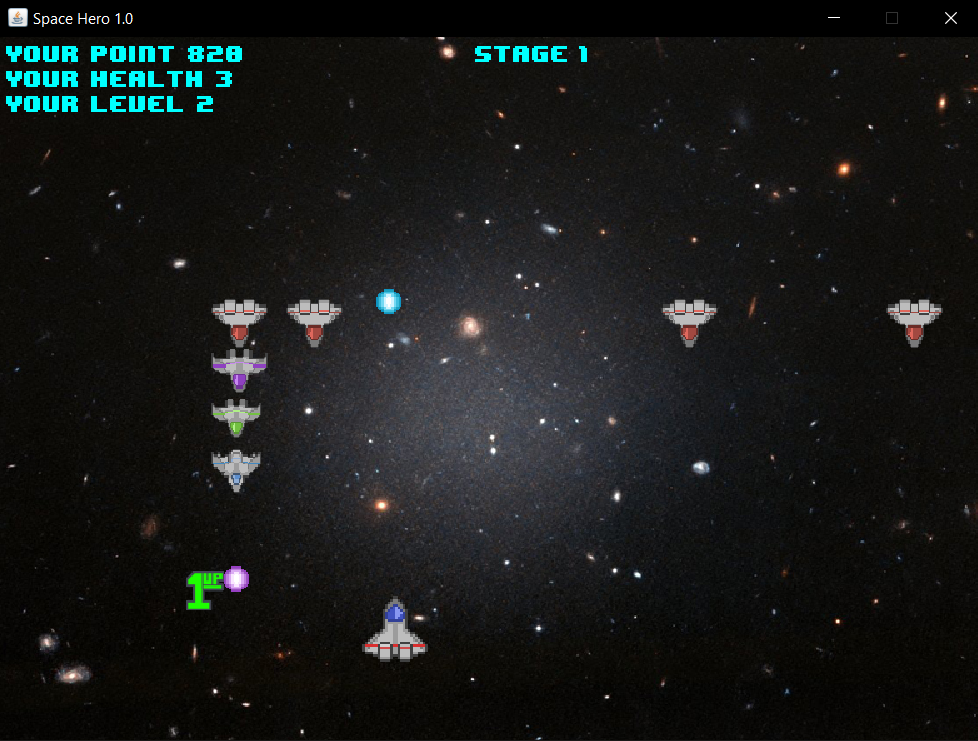 Space Hero 1.0
YOUR POINT 820
STAGE 1
YOUR HEALTH 3
YOUR LEVEL 2
1UP